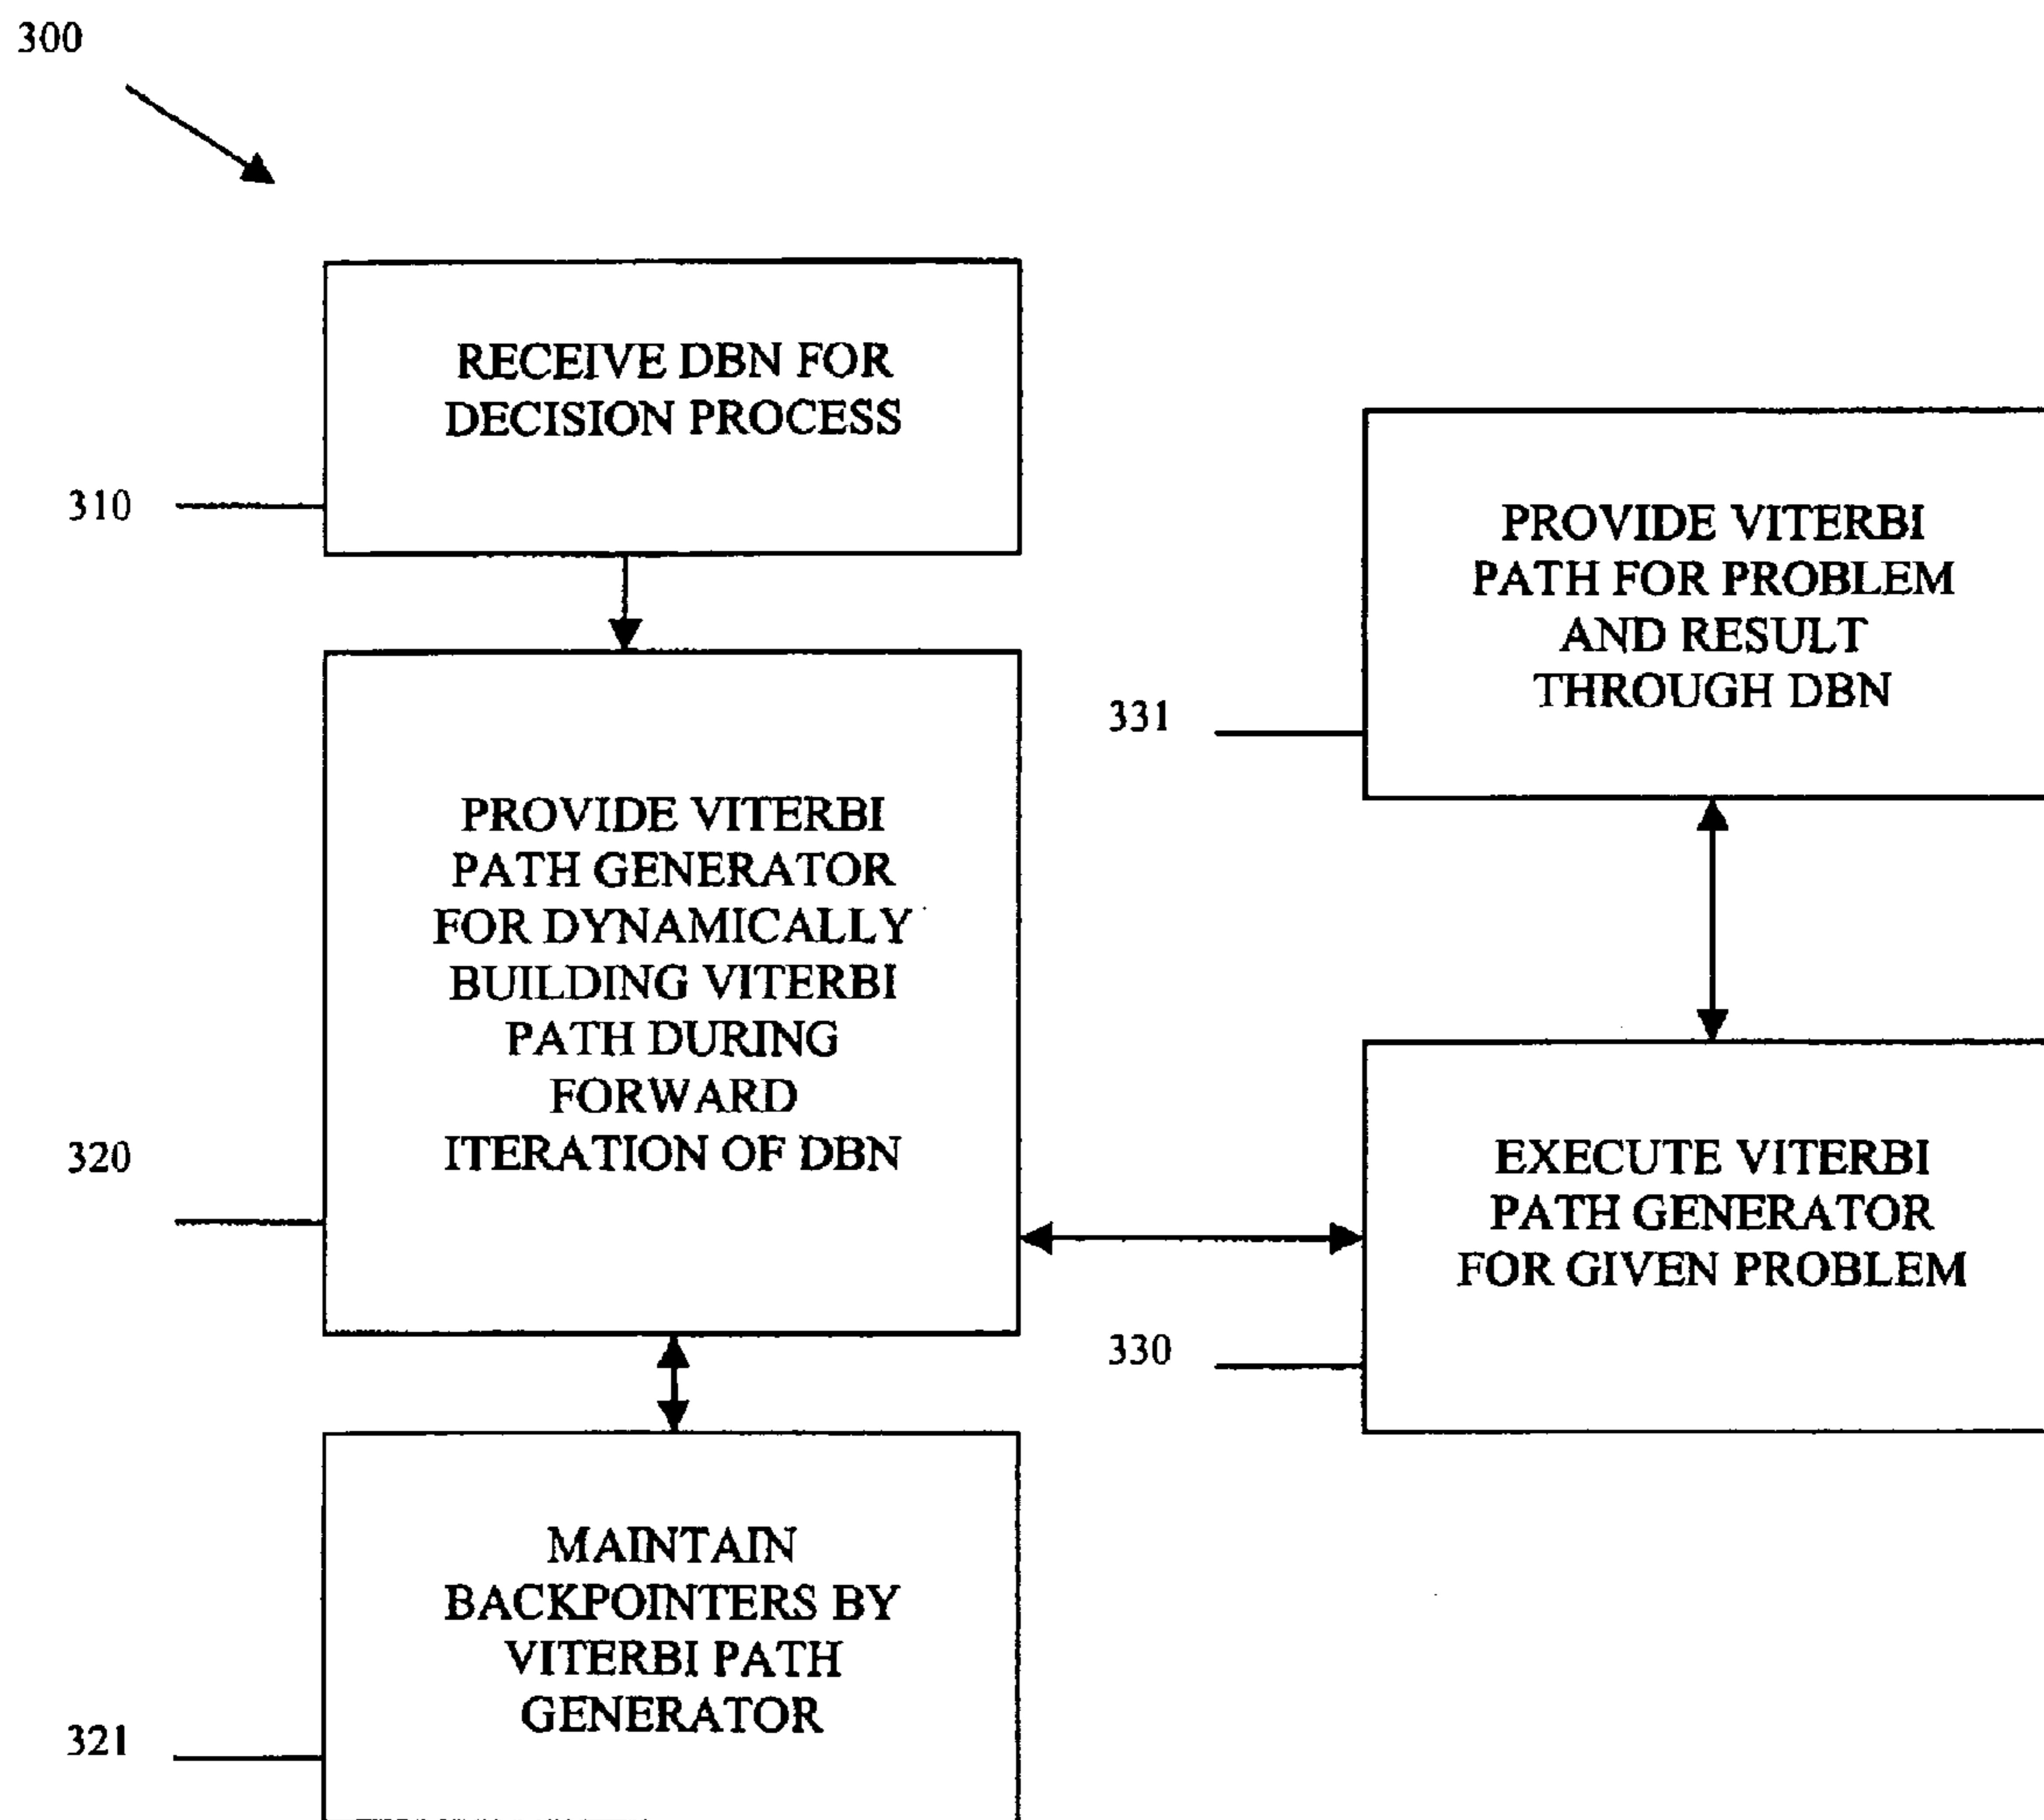 300
RECEIVE DBN FOR
DECISION PROCESS
310
PROVIDE VITERBI
PATH GENERATOR
FOR DYNAMICALLY
BUILDING VITERBI
PATH DURING
FORWARD
ITERATION OF DBN
320
MAINTAIN
BACKPOINTERS BY
VITERBI PATH
GENERATOR
321
PROVIDE VITERBI
PATH FOR PROBLEM
AND RESULT
THROUGH DBN
331
EXECUTE VITERBI
PATH GENERATOR
FOR GIVEN PROBLEM
330